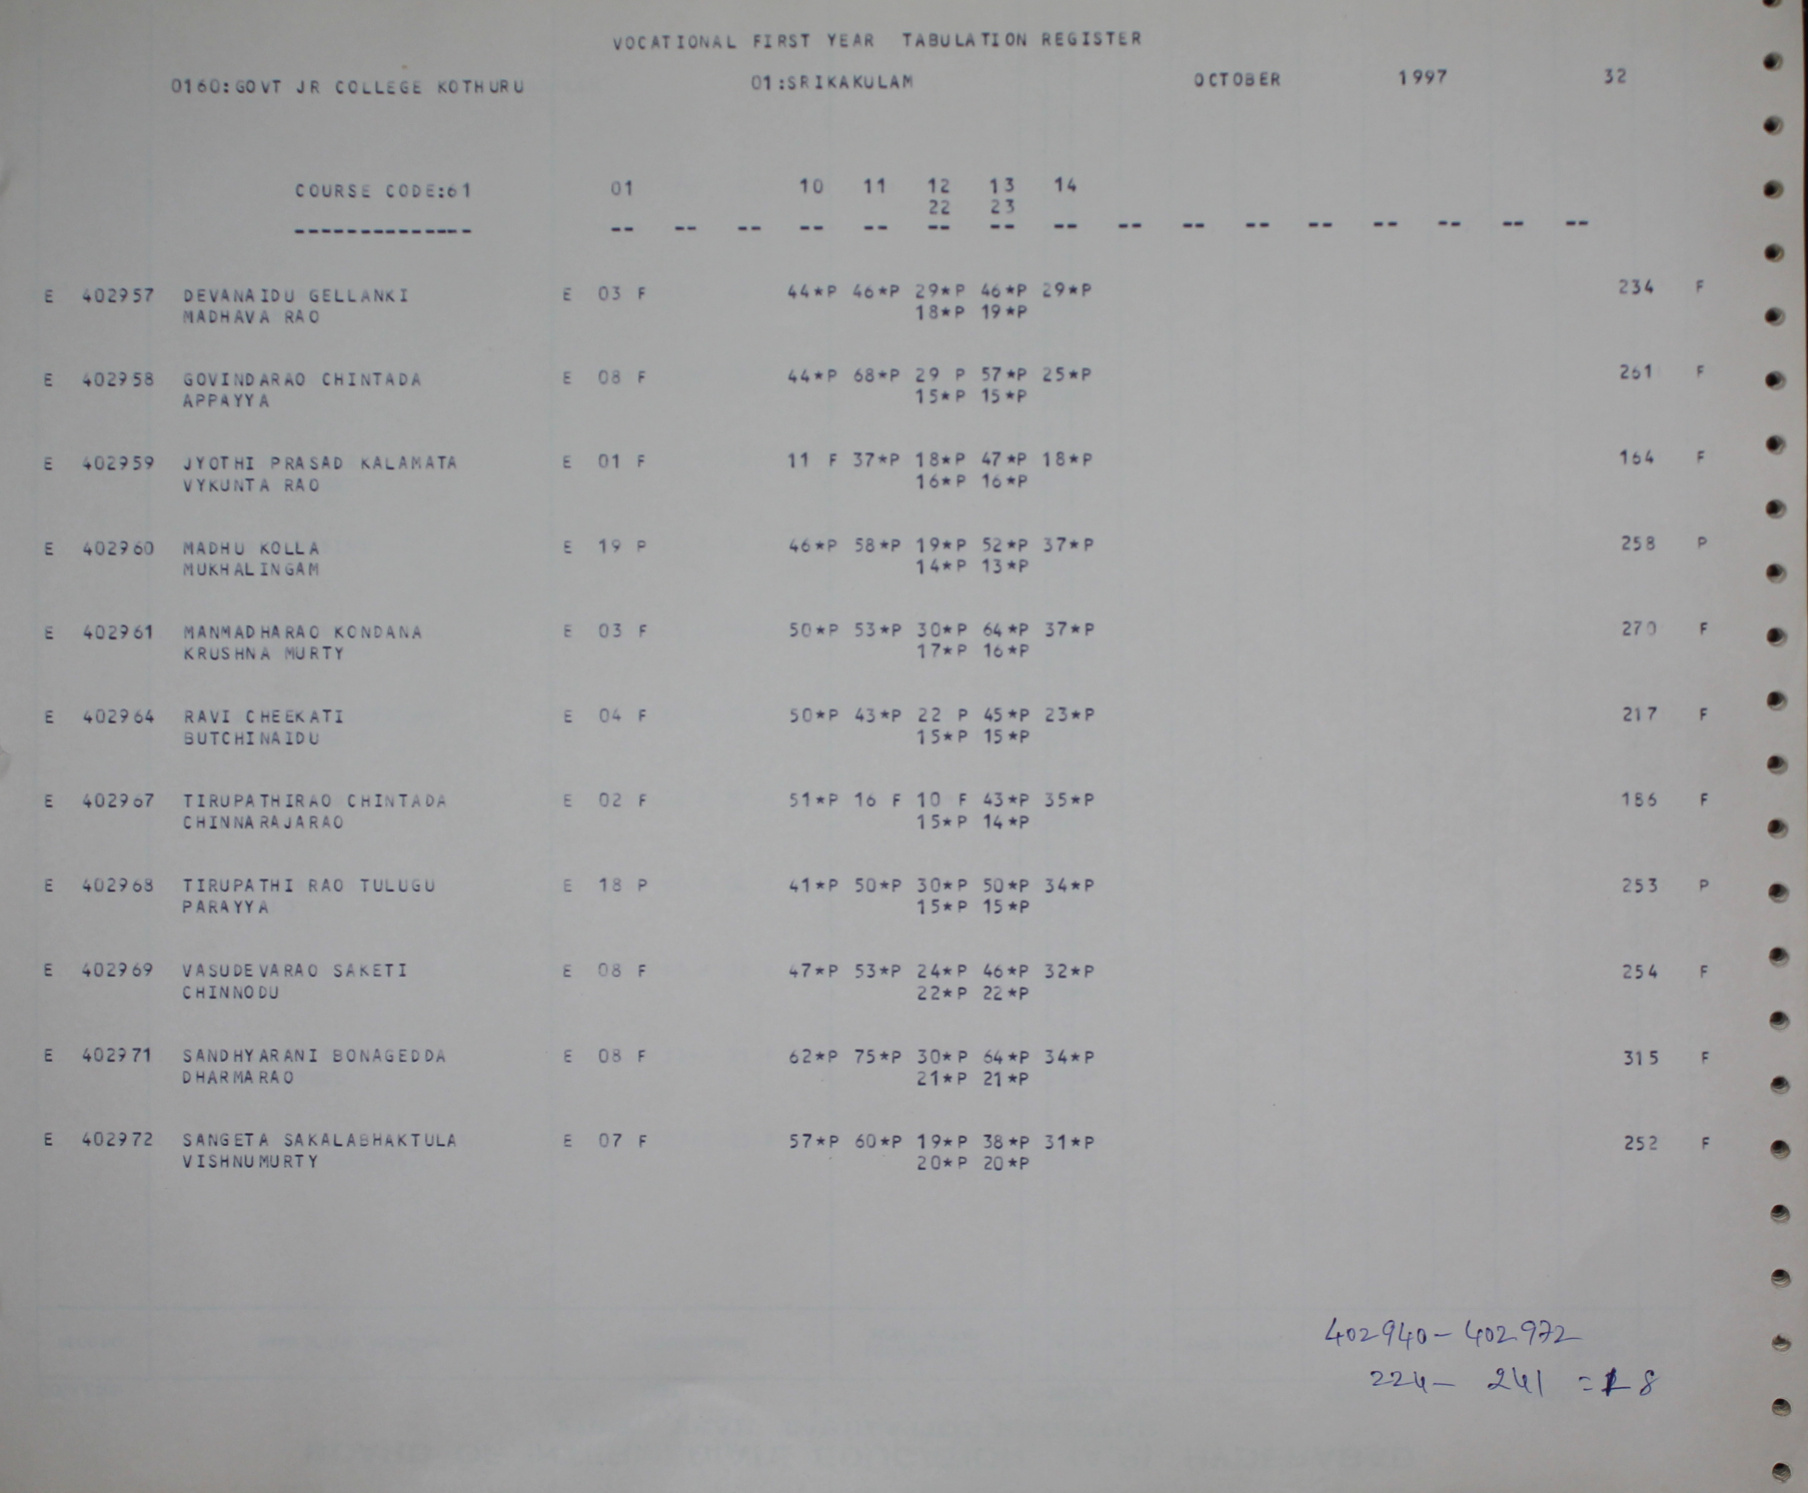 VOCATIONAL FIRST YEAR TABULATION REGISTER
0160:GOVT JR COLLEGE KOTHURU 01:SRIKAKULAM OCTOBER 1997 32
COURSE CODE:61 01 10 11 12 13 14
22 23
-------------- -- -- -- -- -- -- -- -- -- -- -- -- -- -- -- --
E 402957 DEVANAIDU GELLANKI E 03 F 44*P 46*P 29*P 46*P 29*P 234 F
MADHAVA RAO 18*P 19*P
E 402958 GOVINDARAO CHINTADA E 08 F 44*P 68*P 29 P 57*P 25*P 261 F
APPAYYA 15*P 15*P
E 402959 JYOTHI PRASAD KALAMATA E 01 F 11 F 37*P 18*P 47*P 18*P 164 F
VYKUNTA RAO 16*P 16*P
E 402960 MADHU KOLLA E 19 P 46*P 58*P 19*P 52*P 37*P 258 P
MUKHALINGAM 14*P 13*P
E 402961 MANMADHARAO KONDANA E 03 F 50*P 53*P 30*P 64*P 37*P 270 F
KRUSHNA MURTY 17*P 16*P
E 402964 RAVI CHEEKATI E 04 F 50*P 43*P 22 P 45*P 23*P 217 F
BUTCHINAIDU 15*P 15*P
E 402967 TIRUPATHIRAO CHINTADA E 02 F 51*P 16 F 10 F 43*P 35*P 186 F
CHINNARAJARAO 15*P 14*P
E 402968 TIRUPATHI RAO TULUGU E 18 P 41*P 50*P 30*P 50*P 34*P 253 P
PARAYYA 15*P 15*P
E 402969 VASUDEVARAO SAKETI E 08 F 47*P 53*P 24*P 46*P 32*P 254 F
CHINNODU 22*P 22*P
E 402971 SANDHYARANI BONAGEDDA E 08 F 62*P 75*P 30*P 64*P 34*P 315 F
DHARMARAO 21*P 21*P
E 402972 SANGETA SAKALABHAKTULA E 07 F 57*P 60*P 19*P 38*P 31*P 252 F
VISHNUMURTY 20*P 20*P
402940-402972
224- 241 =18